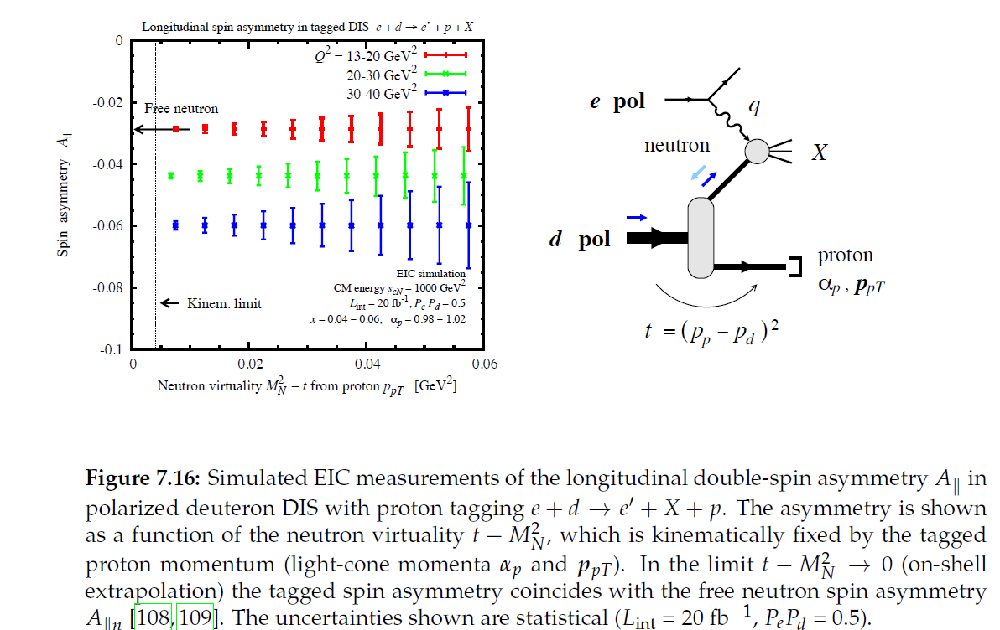 Longitudinal spin asymmetry in tagged DIS e + d → e' + p + X
0
-0.02
-0.04
-0.06
-0.08
-0.1
Spin asymmetry A∥
Q² = 13-20 GeV²
20-30 GeV²
30-40 GeV²
Free neutron
Kinem. limit
EIC simulation
CM energy s_eN = 1000 GeV²
L_int = 20 fb⁻¹, P_e P_d = 0.5
x = 0.04 – 0.06, α_p = 0.98 – 1.02
0 0.02 0.04 0.06
Neutron virtuality M_N² – t from proton p_pT [GeV²]
e pol
q
neutron
X
d pol
proton
α_p , p_pT
t = (p_p – p_d)²
Figure 7.16: Simulated EIC measurements of the longitudinal double-spin asymmetry A∥ in
polarized deuteron DIS with proton tagging e + d → e′ + X + p. The asymmetry is shown
as a function of the neutron virtuality t − M_N², which is kinematically fixed by the tagged
proton momentum (light-cone momenta α_p and p_pT). In the limit t − M_N² → 0 (on-shell
extrapolation) the tagged spin asymmetry coincides with the free neutron spin asymmetry
A∥n [108, 109]. The uncertainties shown are statistical (L_int = 20 fb⁻¹, P_eP_d = 0.5).